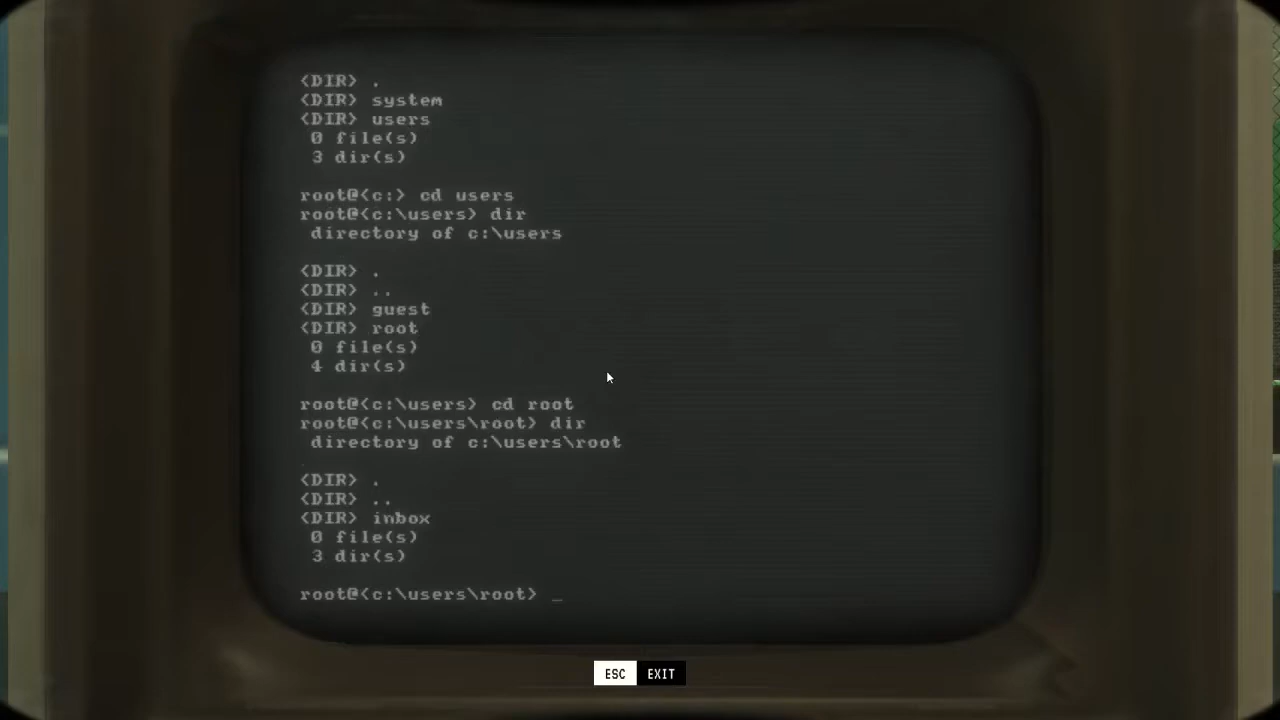 <DIR> .
<DIR> system
<DIR> users
0 file(s)
3 dir(s)
root@<c:> cd users
root@<c:\users> dir
directory of c:\users
<DIR> .
<DIR> ..
<DIR> guest
<DIR> root
0 file(s)
4 dir(s)
root@<c:\users> cd root
root@<c:\users\root> dir
directory of c:\users\root
<DIR> .
<DIR> ..
<DIR> inbox
0 file(s)
3 dir(s)
root@<c:\users\root> _
ESC EXIT